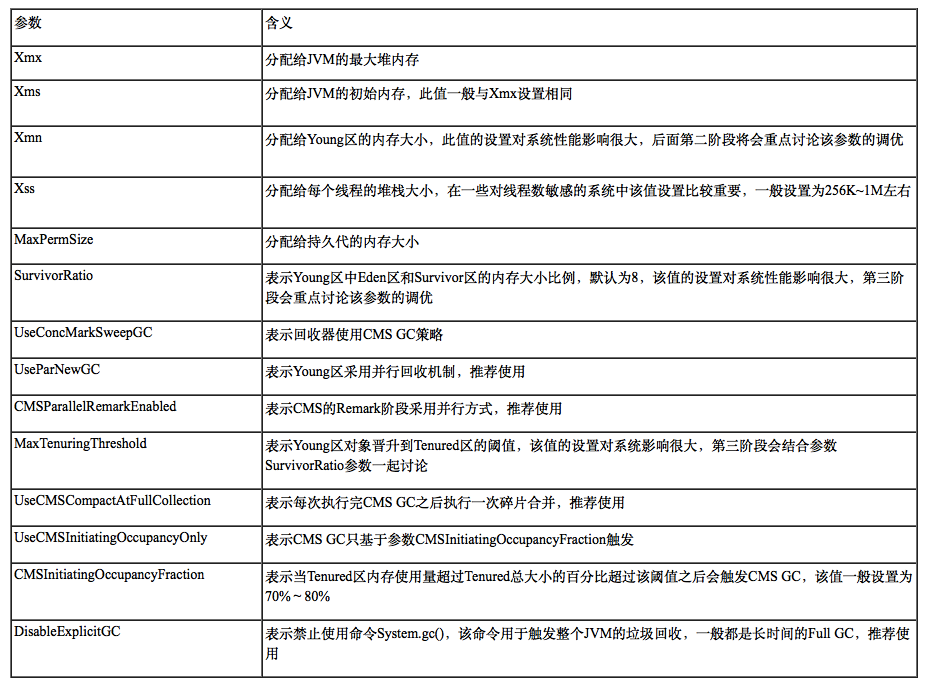 参数
含义
Xmx
分配给JVM的最大堆内存
Xms
分配给JVM的初始内存，此值一般与Xmx设置相同
Xmn
分配给Young区的内存大小，此值的设置对系统性能影响很大，后面第二阶段将会重点讨论该参数的调优
Xss
分配给每个线程的堆栈大小，在一些对线程数敏感的系统中该值设置比较重要，一般设置为256K~1M左右
MaxPermSize
分配给持久代的内存大小
SurvivorRatio
表示Young区中Eden区和Survivor区的内存大小比例，默认为8，该值的设置对系统性能影响很大，第三阶
段会重点讨论该参数的调优
UseConcMarkSweepGC
表示回收器使用CMS GC策略
UseParNewGC
表示Young区采用并行回收机制，推荐使用
CMSParallelRemarkEnabled
表示CMS的Remark阶段采用并行方式，推荐使用
MaxTenuringThreshold
表示Young区对象晋升到Tenured区的阈值，该值的设置对系统影响很大，第三阶段会结合参数
SurvivorRatio参数一起讨论
UseCMSCompactAtFullCollection
表示每次执行完CMS GC之后执行一次碎片合并，推荐使用
UseCMSInitiatingOccupancyOnly
表示CMS GC只基于参数CMSInitiatingOccupancyFraction触发
CMSInitiatingOccupancyFraction
表示当Tenured区内存使用量超过Tenured总大小的百分比超过该阈值之后会触发CMS GC，该值一般设置为
70% ~ 80%
DisableExplicitGC
表示禁止使用命令System.gc()，该命令用于触发整个JVM的垃圾回收，一般都是长时间的Full GC，推荐使
用